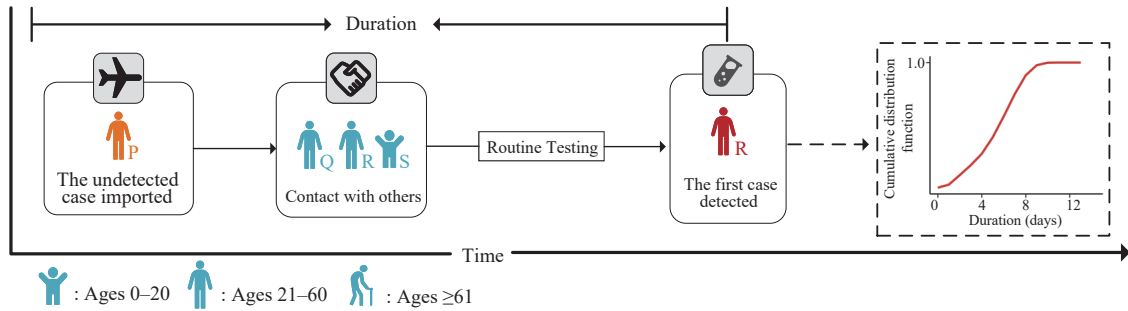 Duration
P
The undetected
case imported
Q
R
S
Contact with others
Routine Testing
R
The first case
detected
Cumulative distribution
function
1.0
0
4
8
12
Duration (days)
Time
: Ages 0–20
: Ages 21–60
: Ages ≥61